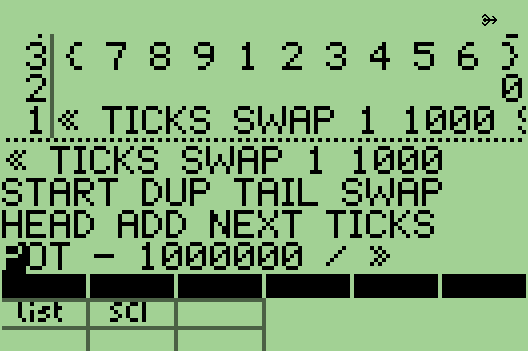 3 { 7 8 9 1 2 3 4 5 6 }
2 0
1 « TICKS SWAP 1 1000 S
« TICKS SWAP 1 1000
START DUP TAIL SWAP
HEAD ADD NEXT TICKS
ROT - 1000000 / »
list SCI